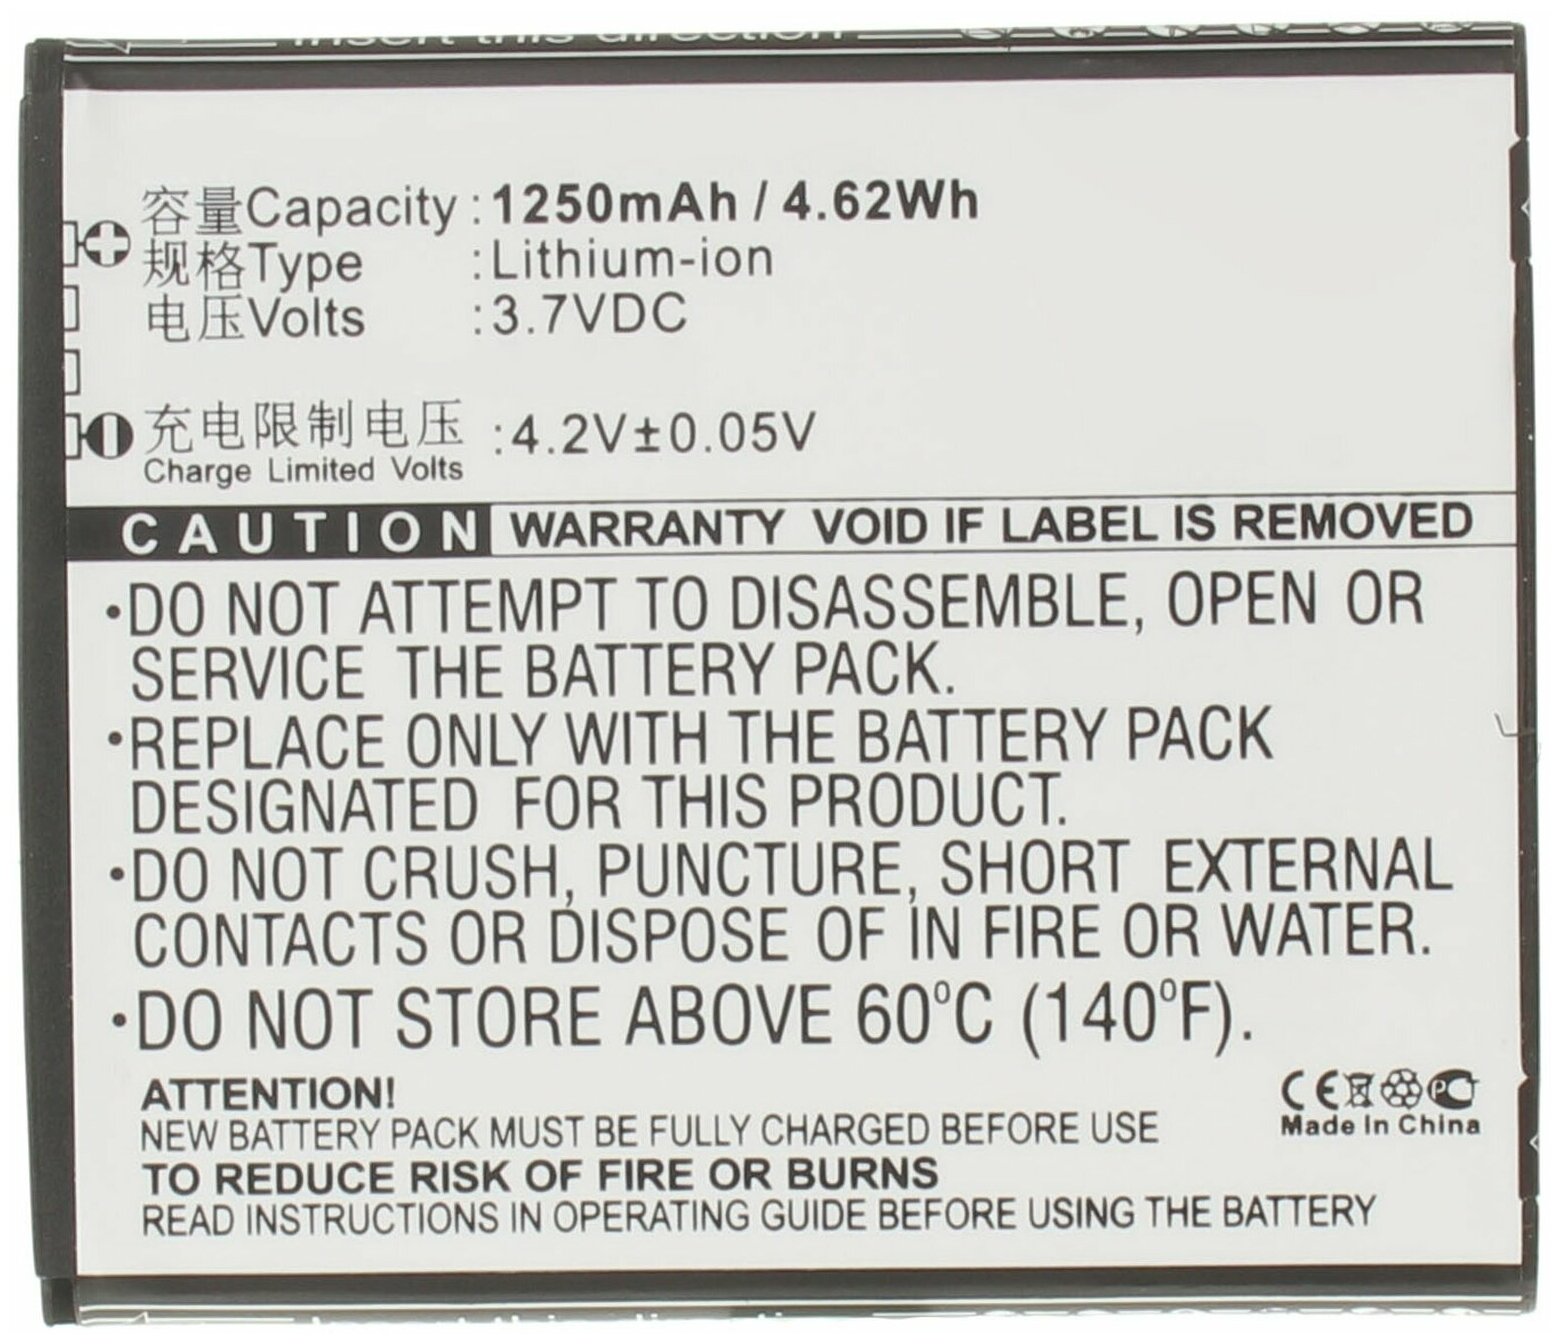 Insert this direction
容量Capacity : 1250mAh / 4.62Wh
规格Type : Lithium-ion
电压Volts : 3.7VDC
充电限制电压 : 4.2V±0.05V
Charge Limited Volts
CAUTION WARRANTY VOID IF LABEL IS REMOVED
•DO NOT ATTEMPT TO DISASSEMBLE, OPEN OR
SERVICE THE BATTERY PACK.
•REPLACE ONLY WITH THE BATTERY PACK
DESIGNATED FOR THIS PRODUCT.
•DO NOT CRUSH, PUNCTURE, SHORT EXTERNAL
CONTACTS OR DISPOSE OF IN FIRE OR WATER.
•DO NOT STORE ABOVE 60°C (140°F).
ATTENTION!
NEW BATTERY PACK MUST BE FULLY CHARGED BEFORE USE
TO REDUCE RISK OF FIRE OR BURNS
READ INSTRUCTIONS IN OPERATING GUIDE BEFORE USING THE BATTERY
CE PC
Made In China